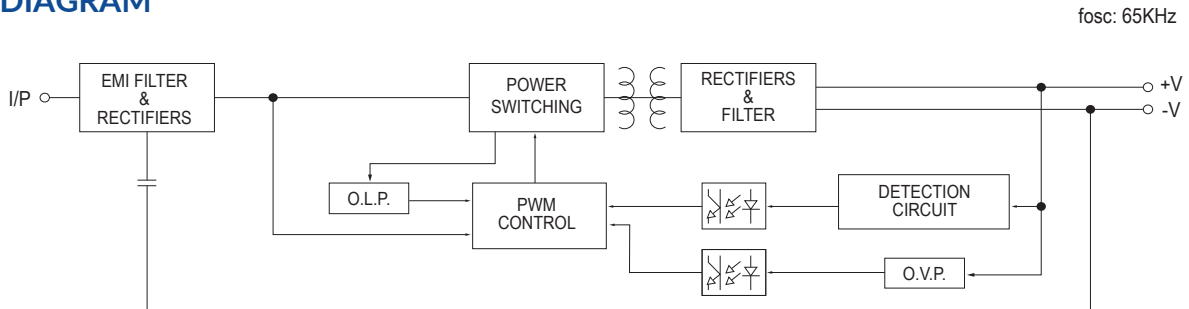 DIAGRAM
fosc: 65KHz
I/P
EMI FILTER
&
RECTIFIERS
POWER
SWITCHING
RECTIFIERS
&
FILTER
+V
-V
O.L.P.
PWM
CONTROL
DETECTION
CIRCUIT
O.V.P.